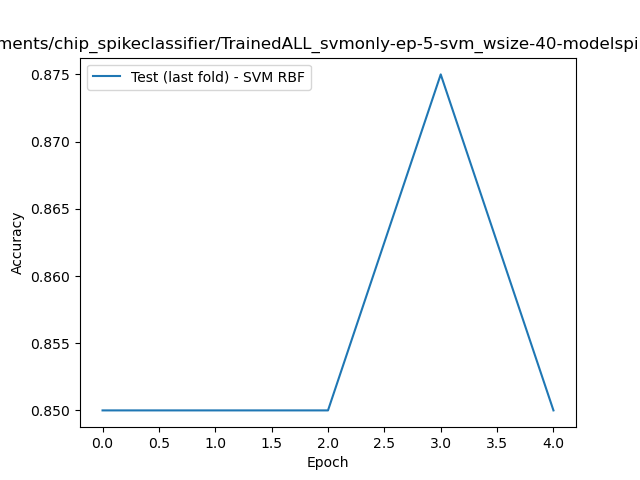 ments/chip_spikeclassifier/TrainedALL_svmonly-ep-5-svm_wsize-40-modelspi
Test (last fold) - SVM RBF
0.875
0.870
0.865
0.860
0.855
0.850
Accuracy
0.0 0.5 1.0 1.5 2.0 2.5 3.0 3.5 4.0
Epoch